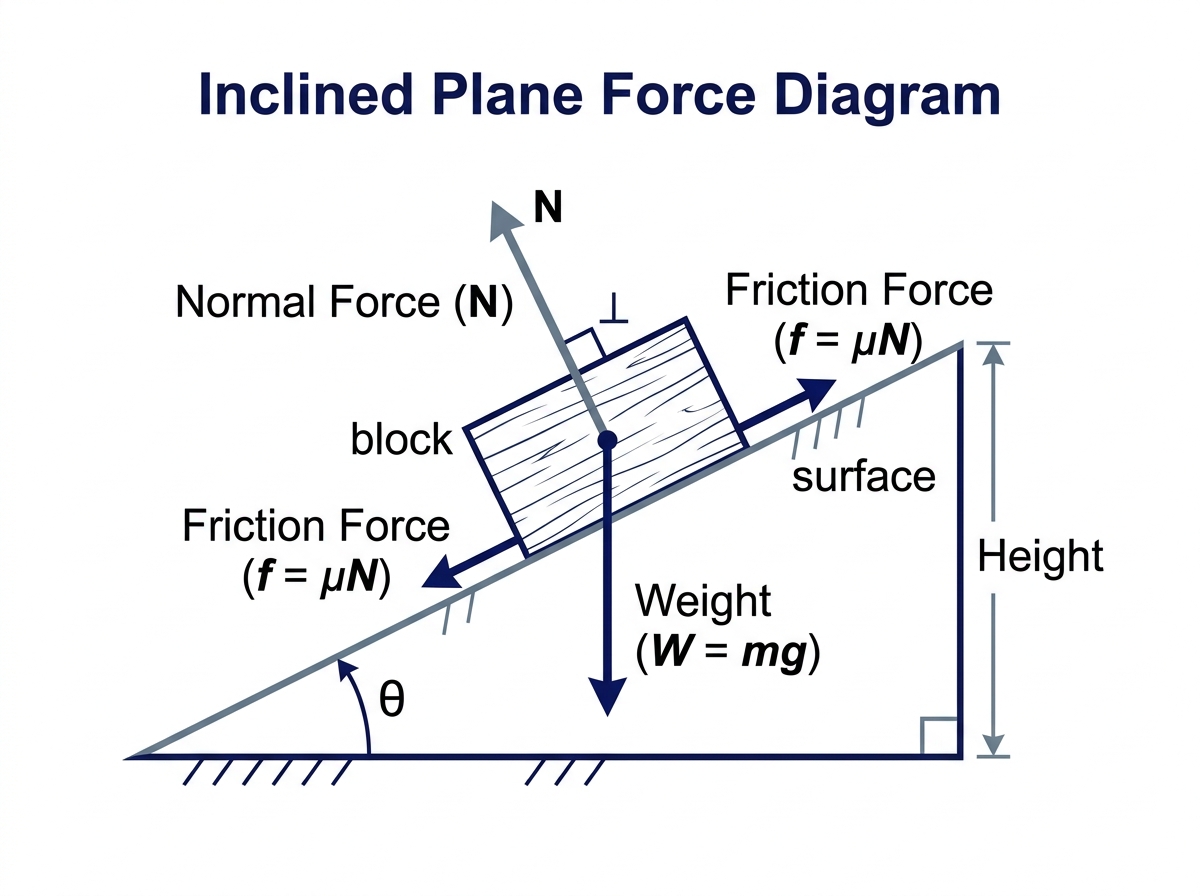 Inclined Plane Force Diagram
N
Normal Force (N)
⊥
Friction Force
(f = μN)
block
surface
Friction Force
(f = μN)
Height
Weight
(W = mg)
θ